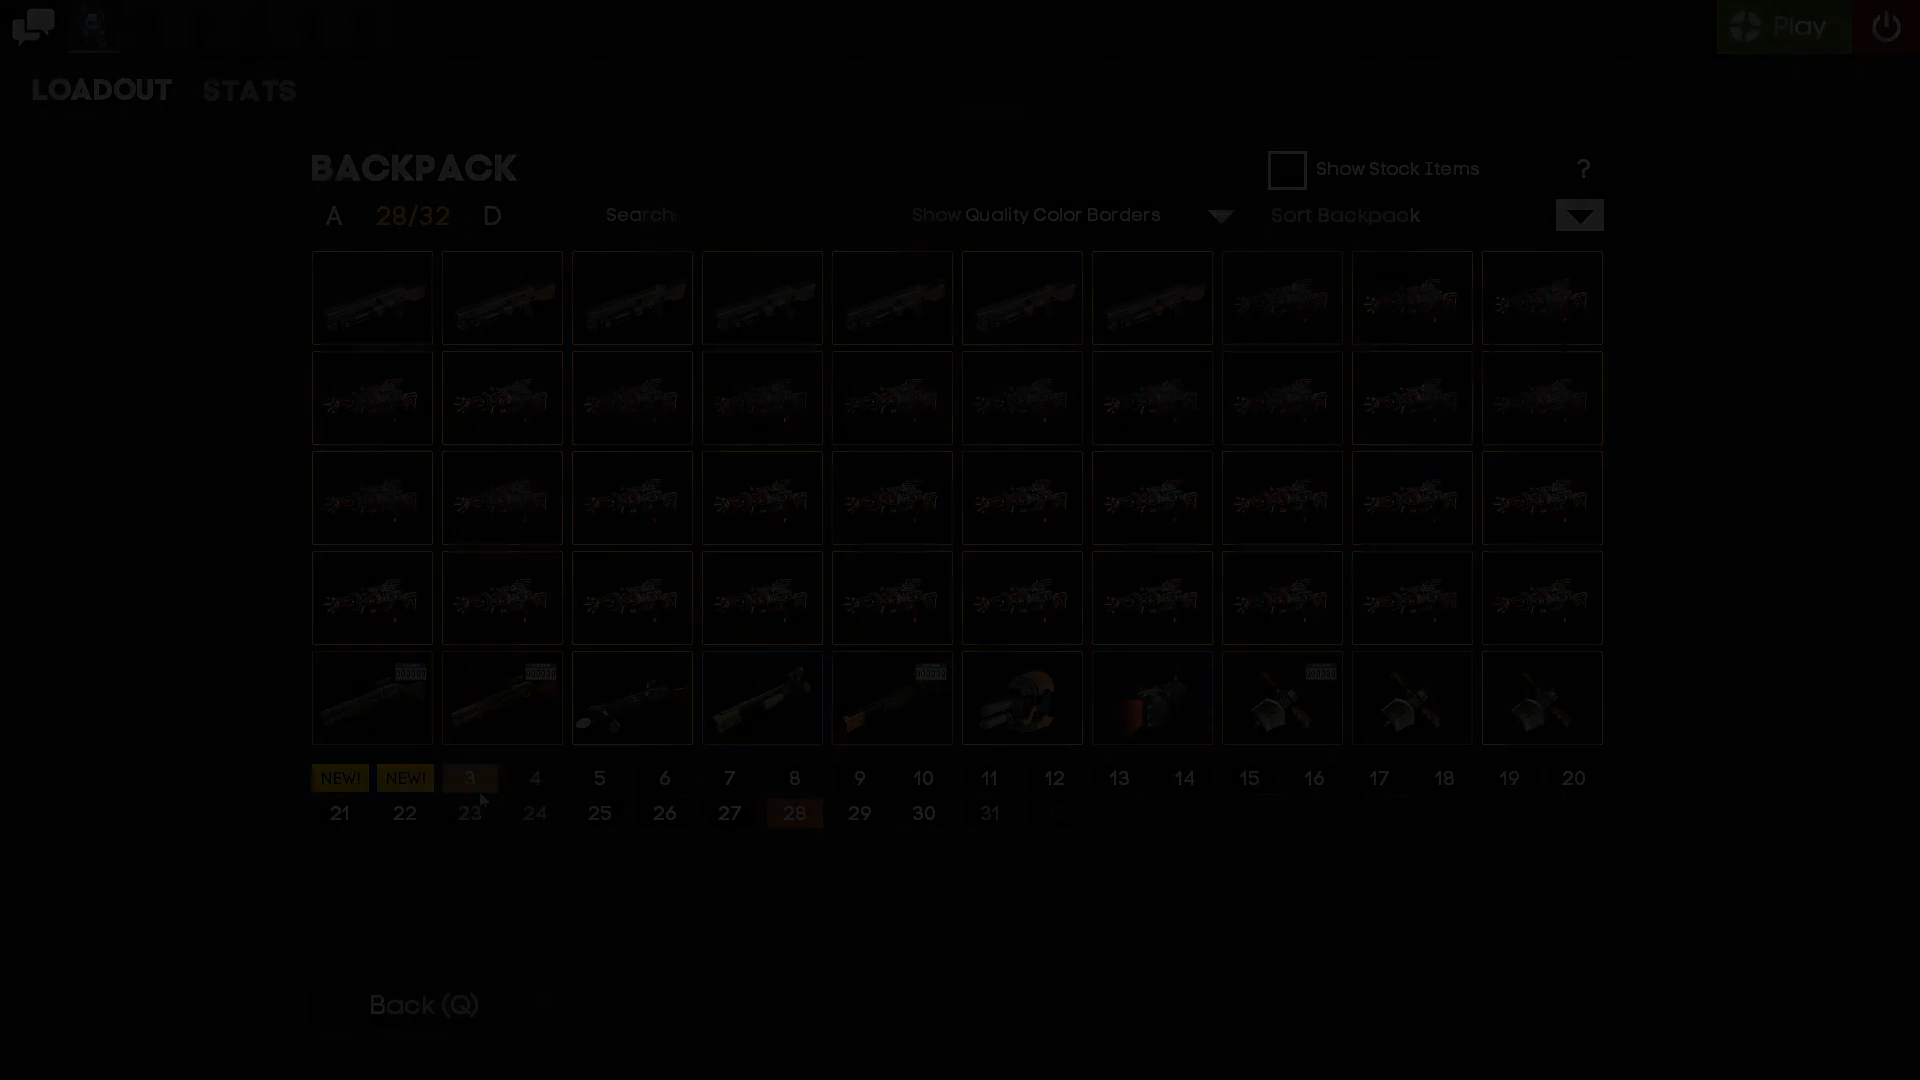 Play
LOADOUT STATS
BACKPACK
Show Stock Items
?
A 28/32 D
Search:
Show Quality Color Borders
Sort Backpack
NEW! NEW! 3 4 5 6 7 8 9 10 11 12 13 14 15 16 17 18 19 20
21 22 23 24 25 26 27 28 29 30 31
Back (Q)